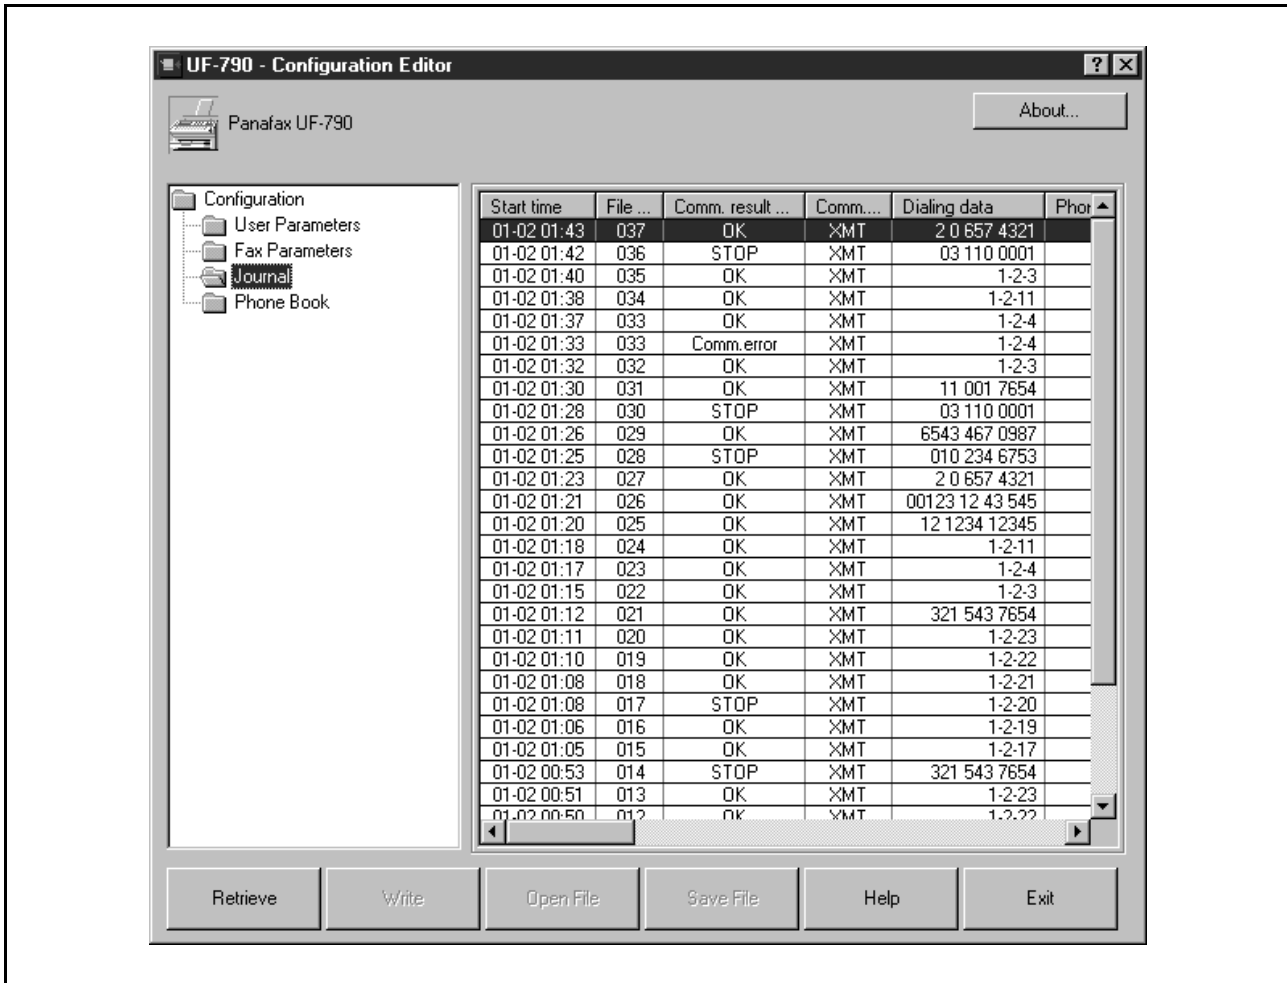 UF-790 - Configuration Editor
Panafax UF-790
About...
Configuration
User Parameters
Fax Parameters
Journal
Phone Book
Start time File ... Comm. result ... Comm.... Dialing data Phor
01-02 01:43 037 OK XMT 2 0 657 4321
01-02 01:42 036 STOP XMT 03 110 0001
01-02 01:40 035 OK XMT 1-2-3
01-02 01:38 034 OK XMT 1-2-11
01-02 01:37 033 OK XMT 1-2-4
01-02 01:33 033 Comm.error XMT 1-2-4
01-02 01:32 032 OK XMT 1-2-3
01-02 01:30 031 OK XMT 11 001 7654
01-02 01:28 030 STOP XMT 03 110 0001
01-02 01:26 029 OK XMT 6543 467 0987
01-02 01:25 028 STOP XMT 010 234 6753
01-02 01:23 027 OK XMT 2 0 657 4321
01-02 01:21 026 OK XMT 00123 12 43 545
01-02 01:20 025 OK XMT 12 1234 12345
01-02 01:18 024 OK XMT 1-2-11
01-02 01:17 023 OK XMT 1-2-4
01-02 01:15 022 OK XMT 1-2-3
01-02 01:12 021 OK XMT 321 543 7654
01-02 01:11 020 OK XMT 1-2-23
01-02 01:10 019 OK XMT 1-2-22
01-02 01:08 018 OK XMT 1-2-21
01-02 01:08 017 STOP XMT 1-2-20
01-02 01:06 016 OK XMT 1-2-19
01-02 01:05 015 OK XMT 1-2-17
01-02 00:53 014 STOP XMT 321 543 7654
01-02 00:51 013 OK XMT 1-2-23
01-02 00:50 012 OK XMT 1-2-22
Retrieve Write Open File Save File Help Exit